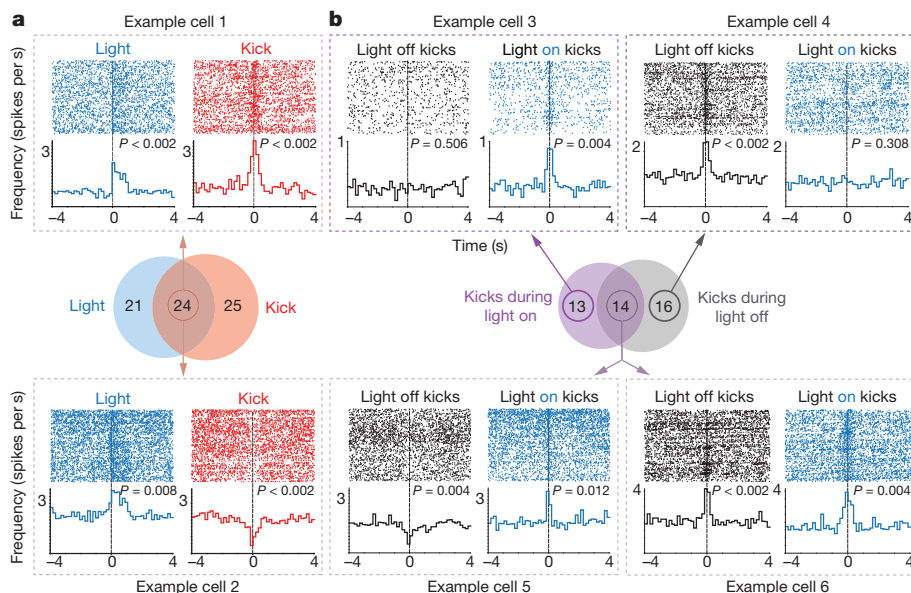 a Example cell 1 b Example cell 3 Example cell 4
Light Kick Light off kicks Light on kicks Light off kicks Light on kicks
Frequency (spikes per s)
3 P < 0.002 3 P < 0.002 1 P = 0.506 1 P = 0.004 2 P < 0.002 2 P = 0.308
−4 0 4 −4 0 4 −4 0 4 −4 0 4 −4 0 4 −4 0 4
Time (s)
Light 21 24 25 Kick
Kicks during light on 13 14 16 Kicks during light off
Light Kick Light off kicks Light on kicks Light off kicks Light on kicks
Frequency (spikes per s)
3 P = 0.008 3 P < 0.002 3 P = 0.004 3 P = 0.012 4 P < 0.002 4 P = 0.004
−4 0 4 −4 0 4 −4 0 4 −4 0 4 −4 0 4 −4 0 4
Example cell 2 Example cell 5 Example cell 6